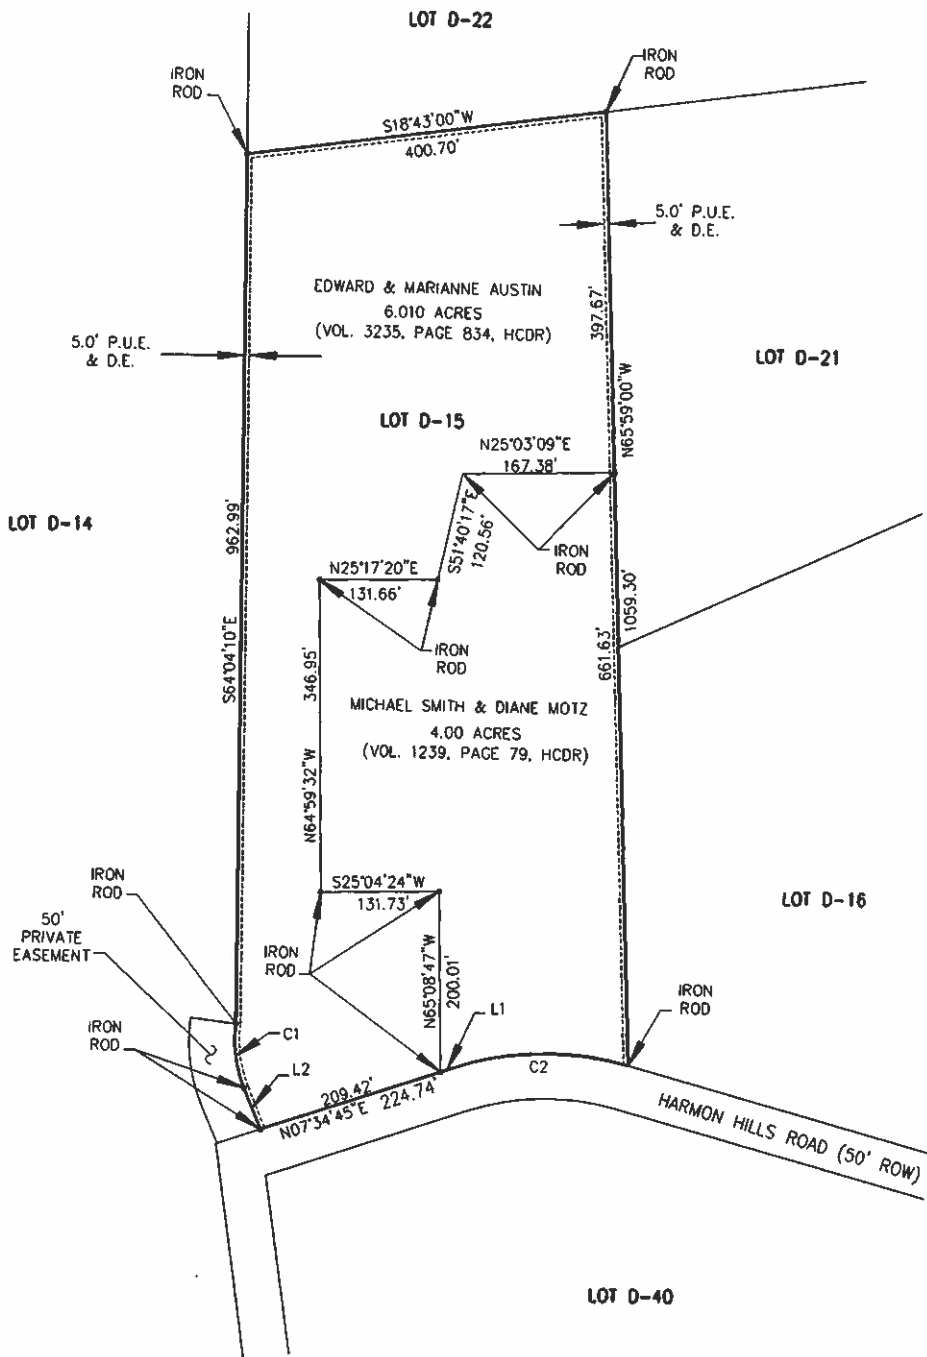 LOT D-22
IRON
ROD
IRON
ROD
S18°43'00"W
400.70'
5.0' P.U.E.
& D.E.
EDWARD & MARIANNE AUSTIN
6.010 ACRES
(VOL. 3235, PAGE 834, HCDR)
397.67'
5.0' P.U.E.
& D.E.
LOT D-21
N65°59'00"W
LOT D-15
N25°03'09"E
167.38'
LOT D-14
962.99'
S51°40'17"E
120.56'
IRON
ROD
N25°17'20"E
131.66'
1059.30'
S64°04'10"E
IRON
ROD
661.63'
346.95'
MICHAEL SMITH & DIANE MOTZ
4.00 ACRES
(VOL. 1239, PAGE 79, HCDR)
N64°59'32"W
IRON
ROD
S25°04'24"W
131.73'
LOT D-16
50'
PRIVATE
EASEMENT
IRON
ROD
N65°08'47"W
200.01'
L1
IRON
ROD
IRON
ROD
C1
L2
C2
209.42'
N07°34'45"E 224.74'
HARMON HILLS ROAD (50' ROW)
LOT D-40